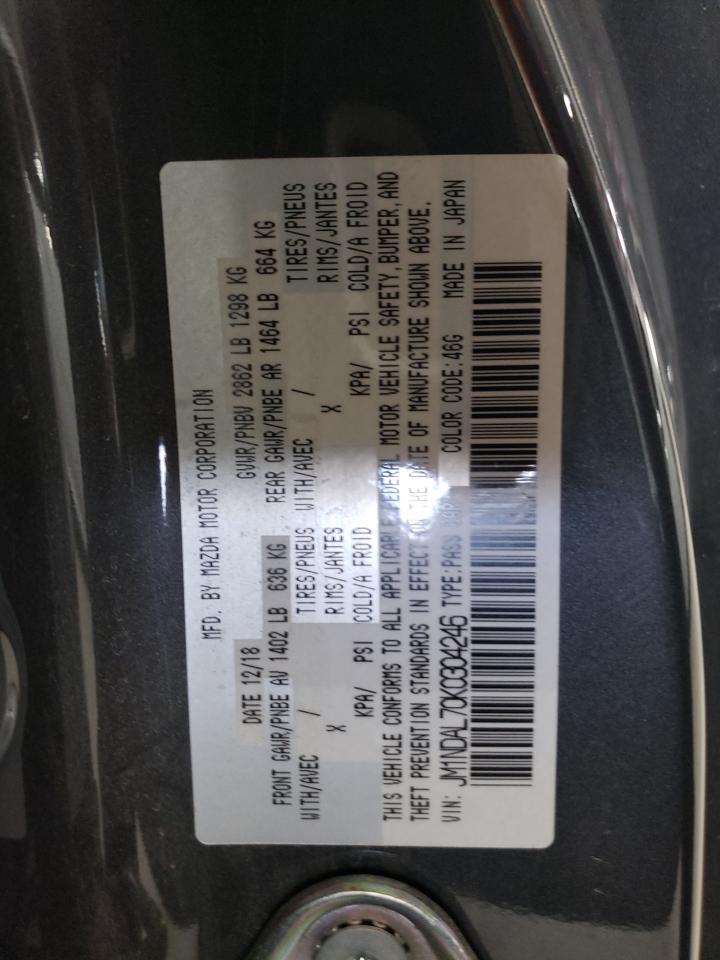 MFD. BY MAZDA MOTOR CORPORATION
DATE 12/18 GVWR/PNBV 2862 LB 1298 KG
FRONT GAWR/PNBE AV 1402 LB 636 KG REAR GAWR/PNBE AR 1464 LB 664 KG
WITH/AVEC / TIRES/PNEUS WITH/AVEC / TIRES/PNEUS
X RIMS/JANTES X RIMS/JANTES
KPA/ PSI COLD/A FROID KPA/ PSI COLD/A FROID
THIS VEHICLE CONFORMS TO ALL APPLICABLE FEDERAL MOTOR VEHICLE SAFETY, BUMPER, AND
THEFT PREVENTION STANDARDS IN EFFECT ON THE DATE OF MANUFACTURE SHOWN ABOVE.
VIN: JM1NDAL70K0304246 TYPE:PASS CAR COLOR CODE:46G MADE IN JAPAN